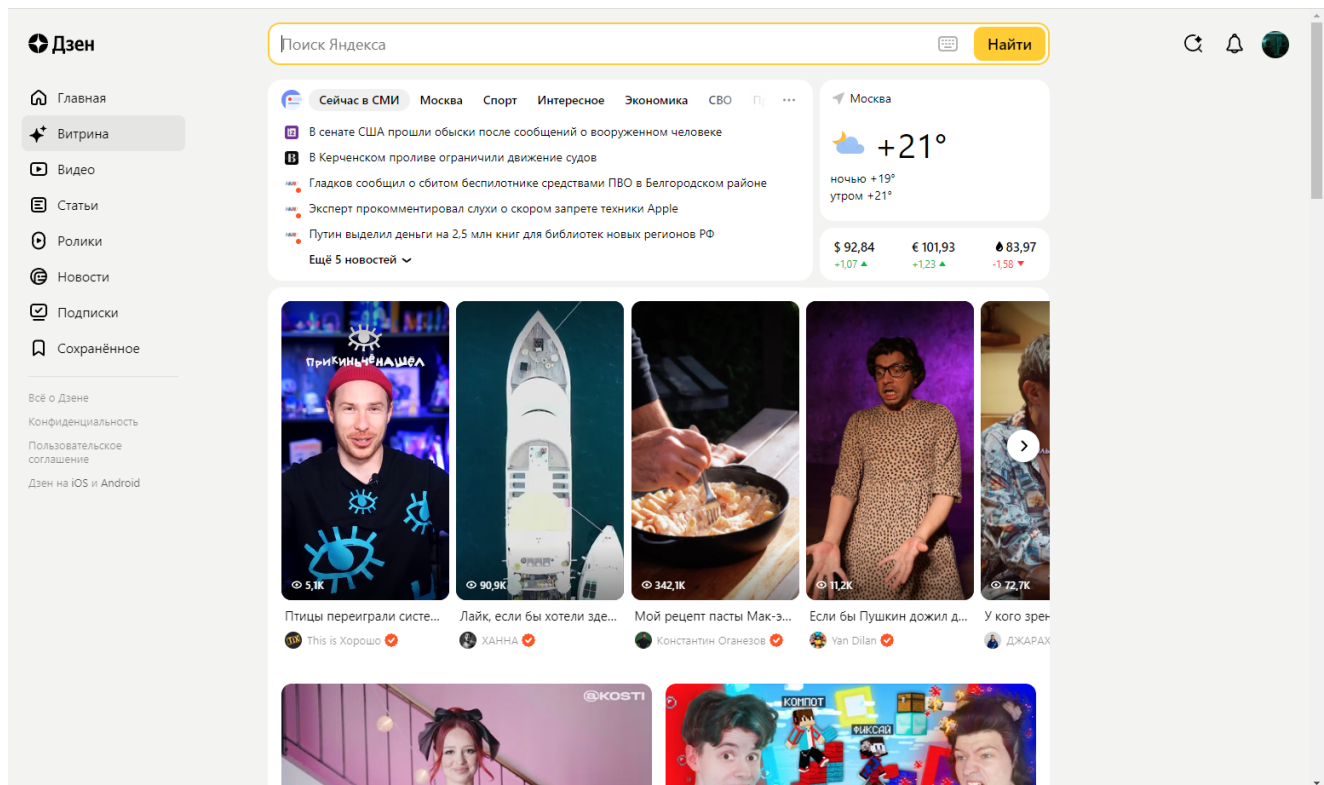 Дзен
Поиск Яндекса
Найти
Главная
Витрина
Видео
Статьи
Ролики
Новости
Подписки
Сохранённое
Всё о Дзене
Конфиденциальность
Пользовательское
соглашение
Дзен на iOS и Android
Сейчас в СМИ Москва Спорт Интересное Экономика СВО
В сенате США прошли обыски после сообщений о вооруженном человеке
В Керченском проливе ограничили движение судов
Гладков сообщил о сбитом беспилотнике средствами ПВО в Белгородском районе
Эксперт прокомментировал слухи о скором запрете техники Apple
Путин выделил деньги на 2,5 млн книг для библиотек новых регионов РФ
Ещё 5 новостей
Москва
+21°
ночью +19°
утром +21°
$ 92,84 € 101,93 83,97
+1,07 +1,23 -1,58
ПРИКИНЬЧЁНАШЁЛ
5,1K
90,9K
342,1K
11,2K
72,7K
Птицы переиграли систе...
This is Хорошо
Лайк, если бы хотели зде...
ХАННА
Мой рецепт пасты Мак-э...
Константин Оганезов
Если бы Пушкин дожил д...
Yan Dilan
У кого зрен
ДЖАРАХ
@KOSTI
КОМПОТ
ФИКСАЙ